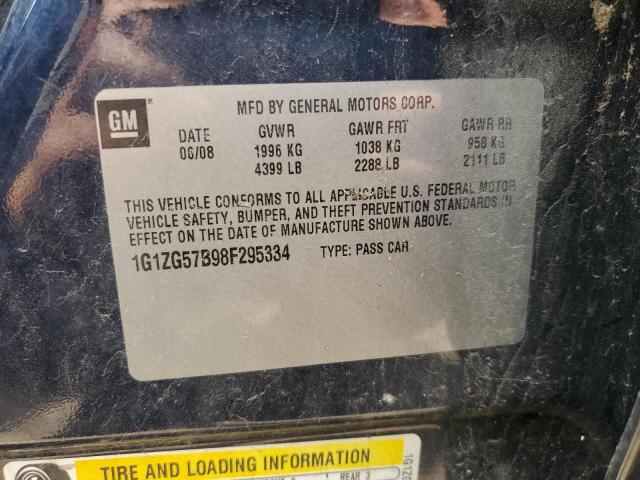 GM
MFD BY GENERAL MOTORS CORP.
DATE GVWR GAWR FRT GAWR RR
06/08 1996 KG 1038 KG 958 KG
4399 LB 2288 LB 2111 LB
THIS VEHICLE CONFORMS TO ALL APPLICABLE U.S. FEDERAL MOTOR
VEHICLE SAFETY, BUMPER, AND THEFT PREVENTION STANDARDS IN
EFFECT ON THE DATE OF MANUFACTURE SHOWN ABOVE.
1G1ZG57B98F295334 TYPE: PASS CAR
TIRE AND LOADING INFORMATION
REAR 3